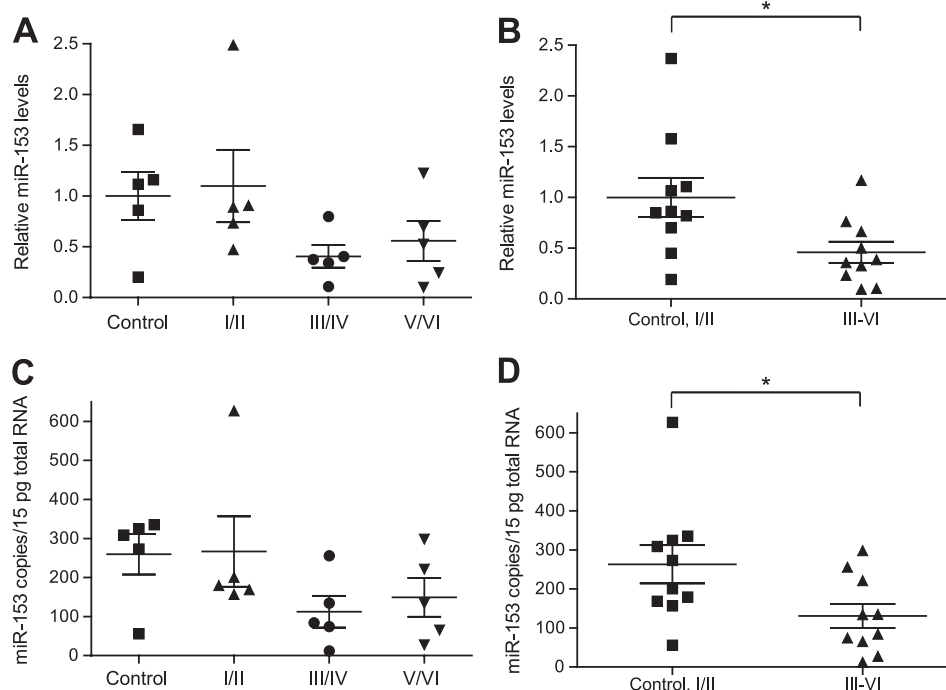 A
Relative miR-153 levels
2.5
2.0
1.5
1.0
0.5
0.0
Control I/II III/IV V/VI
B
*
Relative miR-153 levels
2.5
2.0
1.5
1.0
0.5
0.0
Control, I/II III-VI
C
miR-153 copies/15 pg total RNA
600
500
400
300
200
100
0
Control I/II III/IV V/VI
D
*
miR-153 copies/15 pg total RNA
600
500
400
300
200
100
0
Control, I/II III-VI